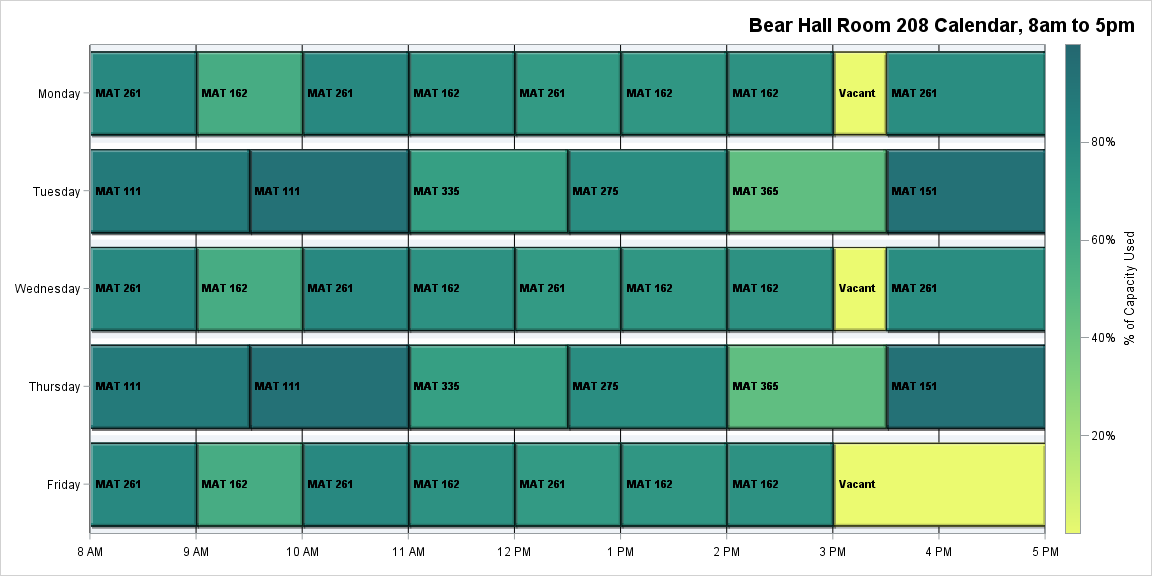 Bear Hall Room 208 Calendar, 8am to 5pm
Monday
MAT 261 MAT 162 MAT 261 MAT 162 MAT 261 MAT 162 MAT 162 Vacant MAT 261
Tuesday
MAT 111 MAT 111 MAT 335 MAT 275 MAT 365 MAT 151
Wednesday
MAT 261 MAT 162 MAT 261 MAT 162 MAT 261 MAT 162 MAT 162 Vacant MAT 261
Thursday
MAT 111 MAT 111 MAT 335 MAT 275 MAT 365 MAT 151
Friday
MAT 261 MAT 162 MAT 261 MAT 162 MAT 261 MAT 162 MAT 162 Vacant
8 AM 9 AM 10 AM 11 AM 12 PM 1 PM 2 PM 3 PM 4 PM 5 PM
80%
60%
40%
20%
% of Capacity Used